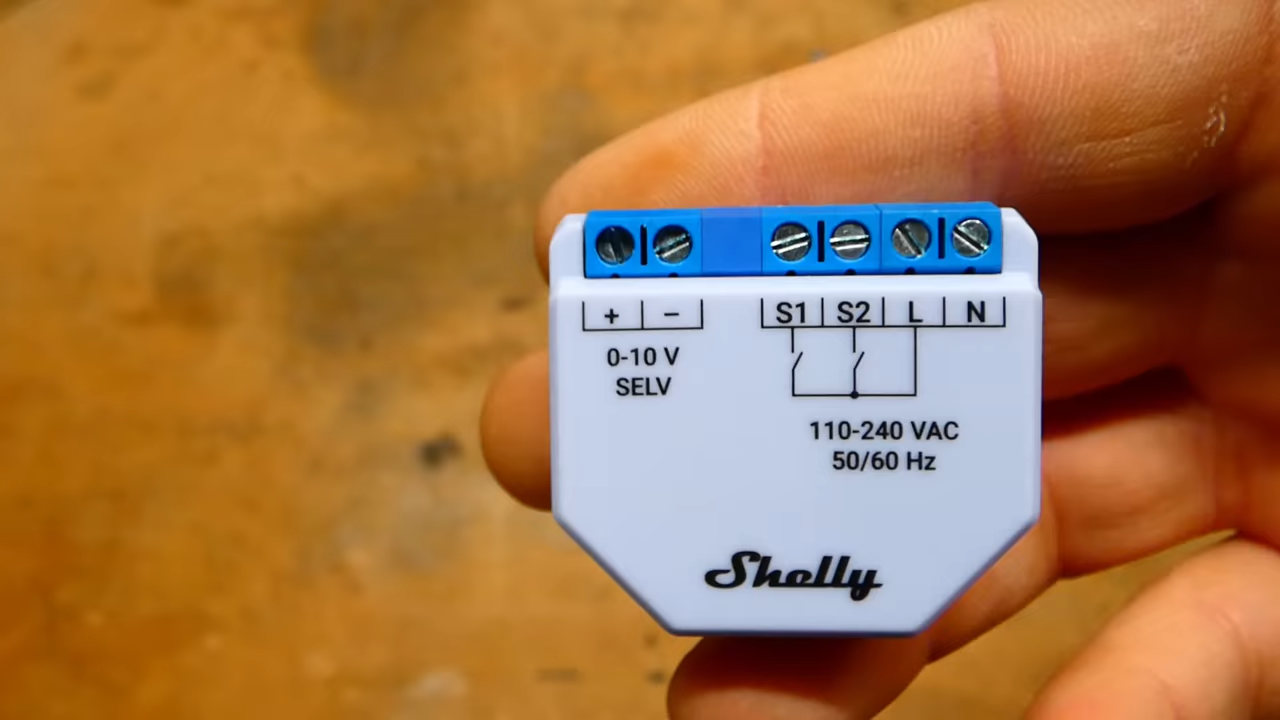 + − S1 S2 L N
0-10 V
SELV
110-240 VAC
50/60 Hz
Shelly